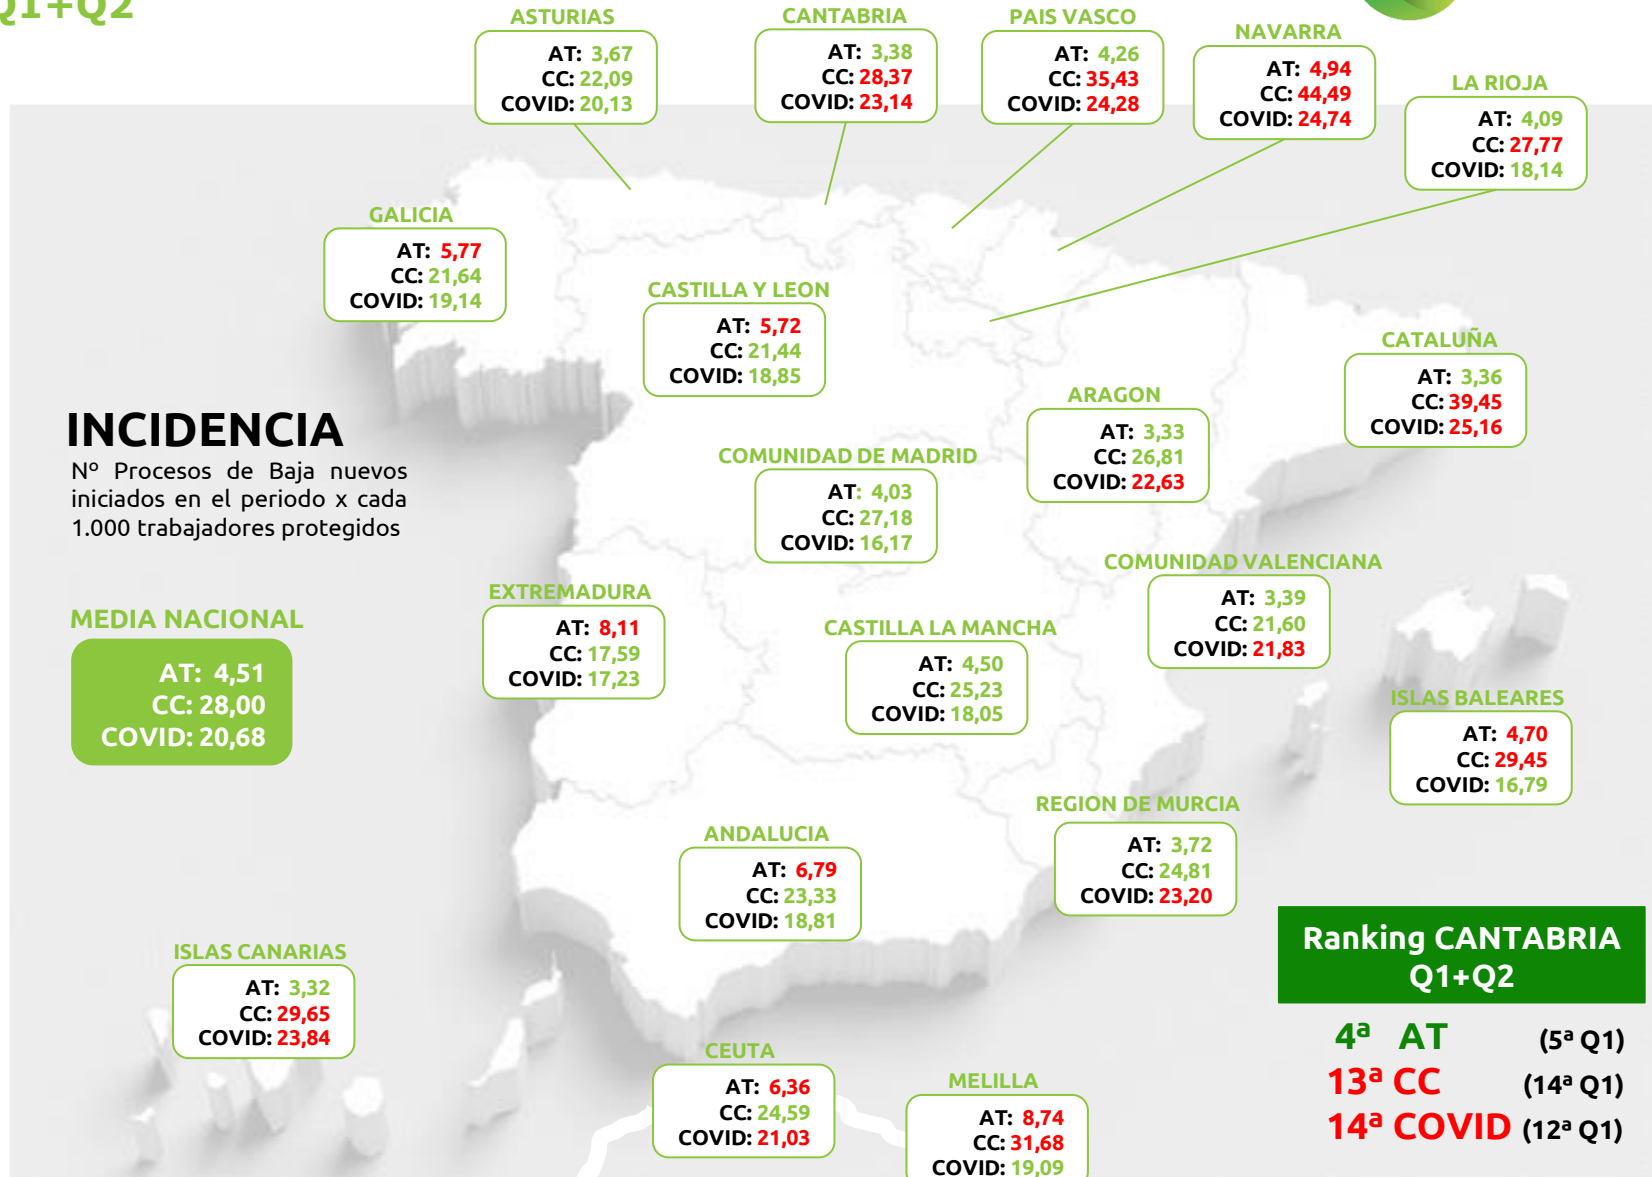 Q1+Q2
ASTURIAS
AT: 3,67
CC: 22,09
COVID: 20,13
CANTABRIA
AT: 3,38
CC: 28,37
COVID: 23,14
PAIS VASCO
AT: 4,26
CC: 35,43
COVID: 24,28
NAVARRA
AT: 4,94
CC: 44,49
COVID: 24,74
LA RIOJA
AT: 4,09
CC: 27,77
COVID: 18,14
GALICIA
AT: 5,77
CC: 21,64
COVID: 19,14
CASTILLA Y LEON
AT: 5,72
CC: 21,44
COVID: 18,85
CATALUÑA
AT: 3,36
CC: 39,45
COVID: 25,16
ARAGON
AT: 3,33
CC: 26,81
COVID: 22,63
INCIDENCIA
Nº Procesos de Baja nuevos
iniciados en el periodo x cada
1.000 trabajadores protegidos
COMUNIDAD DE MADRID
AT: 4,03
CC: 27,18
COVID: 16,17
COMUNIDAD VALENCIANA
AT: 3,39
CC: 21,60
COVID: 21,83
MEDIA NACIONAL
AT: 4,51
CC: 28,00
COVID: 20,68
EXTREMADURA
AT: 8,11
CC: 17,59
COVID: 17,23
CASTILLA LA MANCHA
AT: 4,50
CC: 25,23
COVID: 18,05
ISLAS BALEARES
AT: 4,70
CC: 29,45
COVID: 16,79
REGION DE MURCIA
AT: 3,72
CC: 24,81
COVID: 23,20
ANDALUCIA
AT: 6,79
CC: 23,33
COVID: 18,81
ISLAS CANARIAS
AT: 3,32
CC: 29,65
COVID: 23,84
CEUTA
AT: 6,36
CC: 24,59
COVID: 21,03
MELILLA
AT: 8,74
CC: 31,68
COVID: 19,09
Ranking CANTABRIA
Q1+Q2
4ª AT (5ª Q1)
13ª CC (14ª Q1)
14ª COVID (12ª Q1)